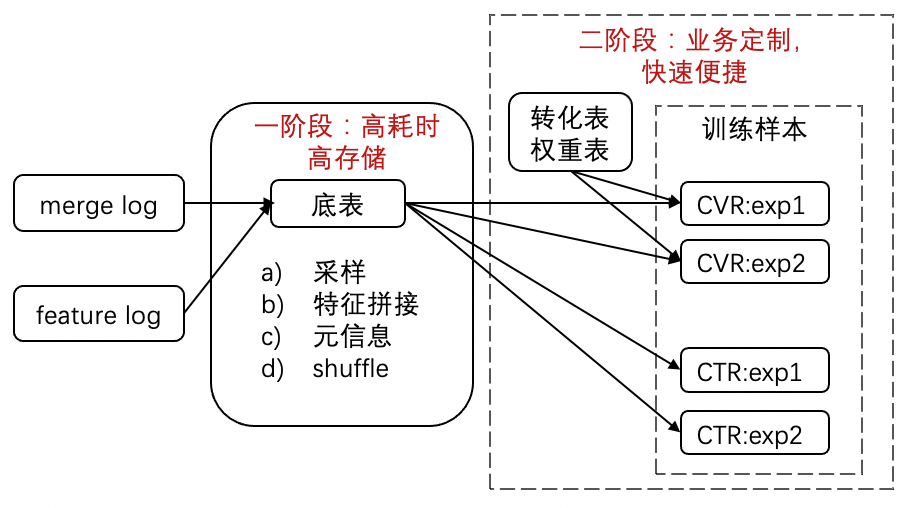 二阶段：业务定制，
快速便捷
一阶段：高耗时
高存储
转化表
权重表
训练样本
merge log
底表
CVR:exp1
CVR:exp2
feature log
a) 采样
b) 特征拼接
c) 元信息
d) shuffle
CTR:exp1
CTR:exp2